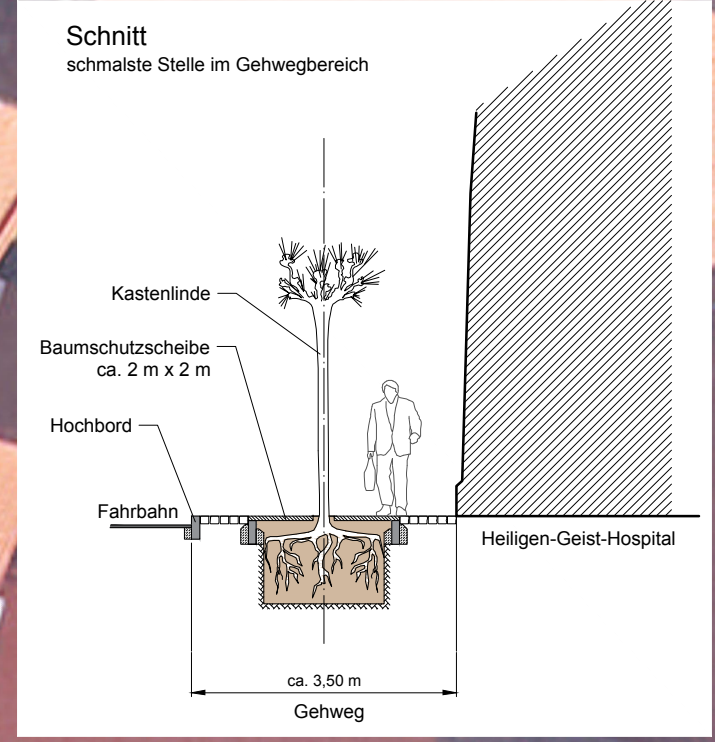 Schnitt
schmalste Stelle im Gehwegbereich
Kastenlinde
Baumschutzscheibe
ca. 2 m x 2 m
Hochbord
Fahrbahn
Heiligen-Geist-Hospital
ca. 3,50 m
Gehweg